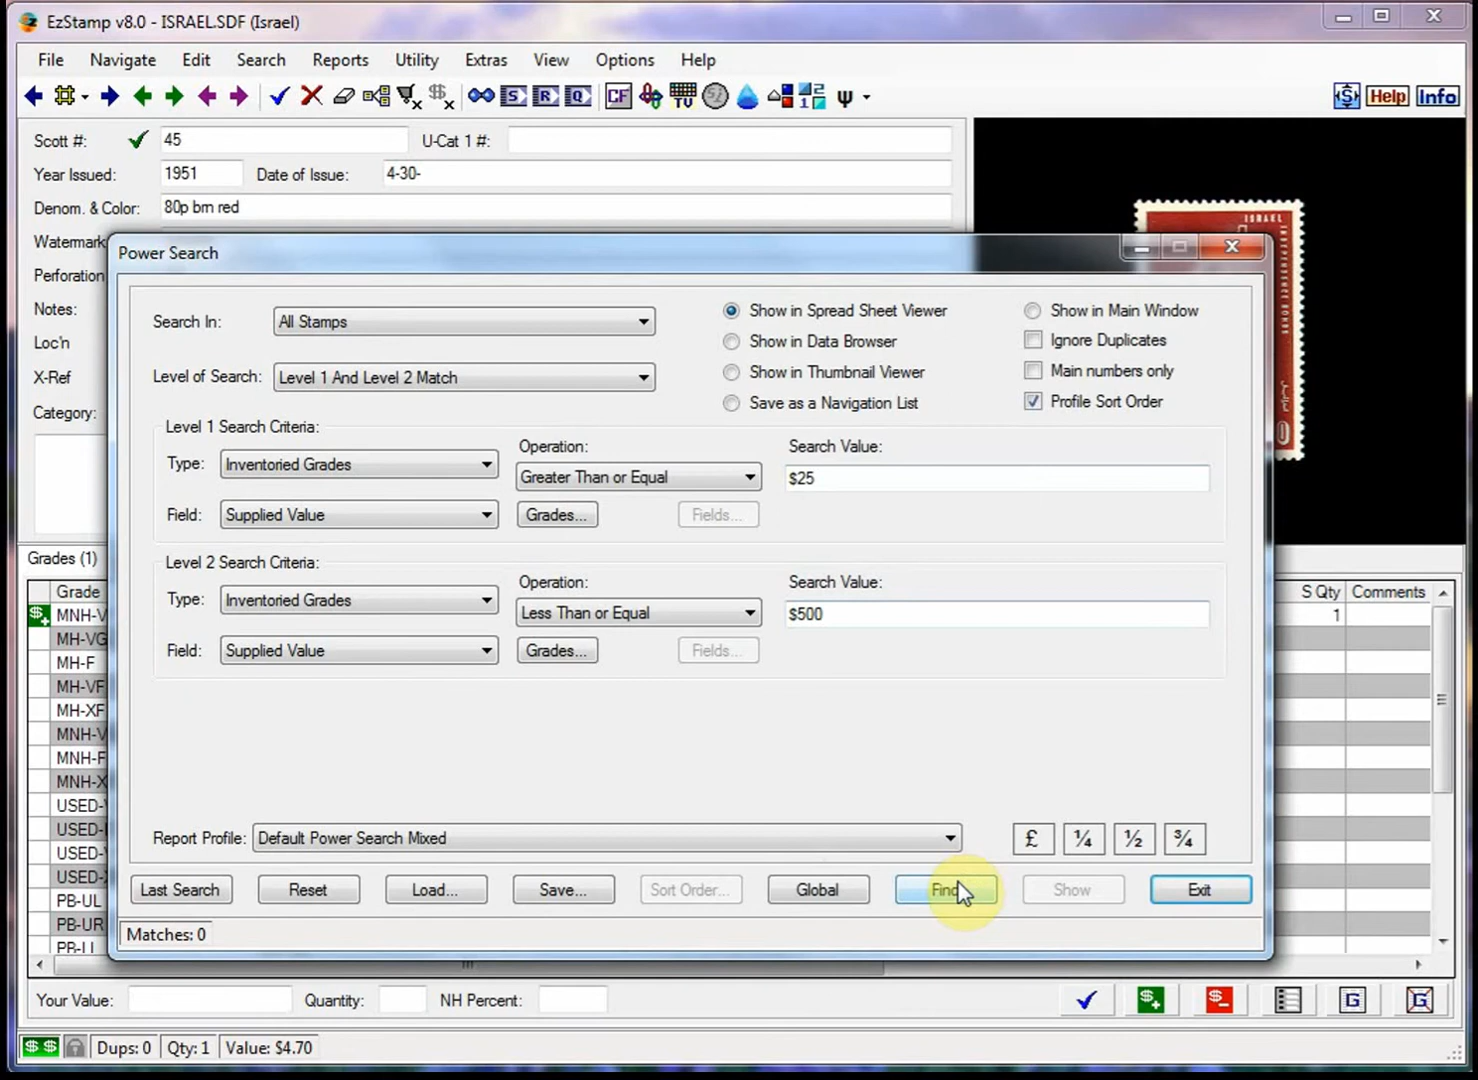 EzStamp v8.0 - ISRAEL.SDF (Israel)
File Navigate Edit Search Reports Utility Extras View Options Help
S R Q CF TV Help Info
Scott #: 45 U-Cat 1 #:
Year Issued: 1951 Date of Issue: 4-30-
Denom. & Color: 80p brn red
Watermark
Perforation
Notes:
Loc'n
X-Ref
Category:
ISRAEL
INDEPENDENCE BONDS
Power Search
Search In: All Stamps
Level of Search: Level 1 And Level 2 Match
Show in Spread Sheet Viewer
Show in Data Browser
Show in Thumbnail Viewer
Save as a Navigation List
Show in Main Window
Ignore Duplicates
Main numbers only
Profile Sort Order
Level 1 Search Criteria:
Type: Inventoried Grades
Operation:
Greater Than or Equal
Search Value:
$25
Field: Supplied Value Grades... Fields...
Level 2 Search Criteria:
Type: Inventoried Grades
Operation:
Less Than or Equal
Search Value:
$500
Field: Supplied Value Grades... Fields...
Report Profile: Default Power Search Mixed £ ¼ ½ ¾
Last Search Reset Load... Save... Sort Order... Global Find Show Exit
Matches: 0
Grades (1)
Grade S Qty Comments
MNH-V 1
MH-VG
MH-F
MH-VF
MH-XF
MNH-V
MNH-F
MNH-X
USED-
USED-
USED-
USED-
PB-UL
PB-UR
PB-LL
Your Value: Quantity: NH Percent:
Dups: 0 Qty: 1 Value: $4.70